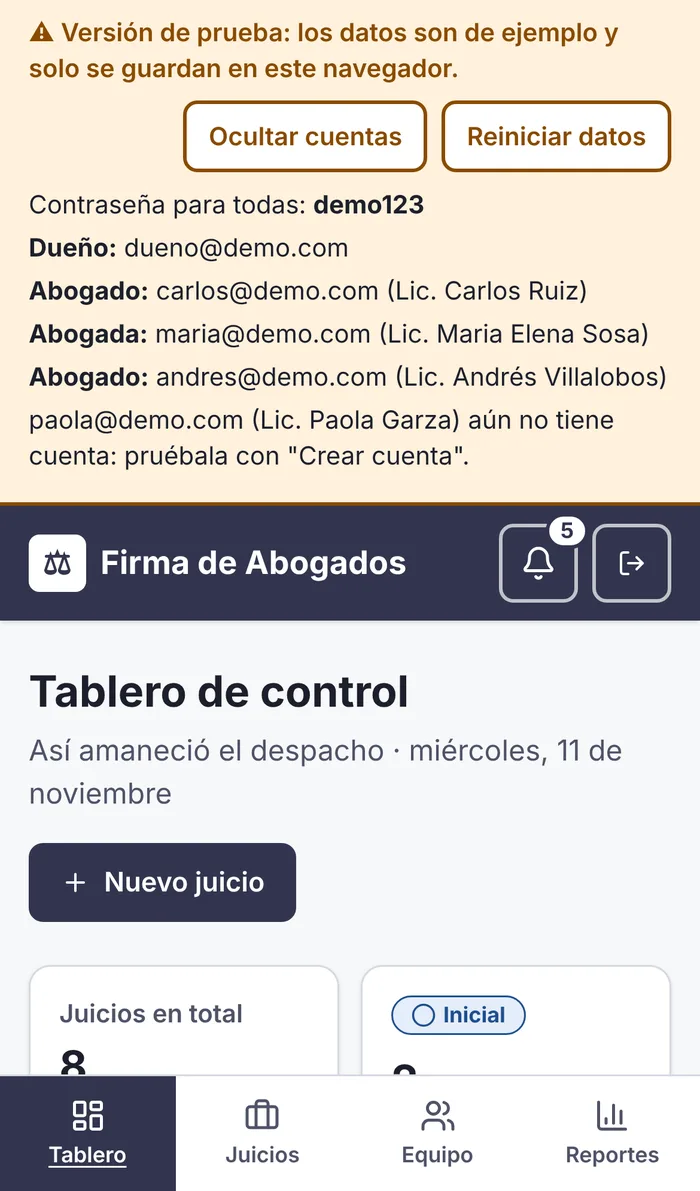 ⚠ Versión de prueba: los datos son de ejemplo y
solo se guardan en este navegador.
Ocultar cuentas
Reiniciar datos
Contraseña para todas: demo123
Dueño: dueno@demo.com
Abogado: carlos@demo.com (Lic. Carlos Ruiz)
Abogada: maria@demo.com (Lic. Maria Elena Sosa)
Abogado: andres@demo.com (Lic. Andrés Villalobos)
paola@demo.com (Lic. Paola Garza) aún no tiene
cuenta: pruébala con "Crear cuenta".
Firma de Abogados
5
Tablero de control
Así amaneció el despacho · miércoles, 11 de
noviembre
+ Nuevo juicio
Juicios en total
8
Inicial
Tablero
Juicios
Equipo
Reportes